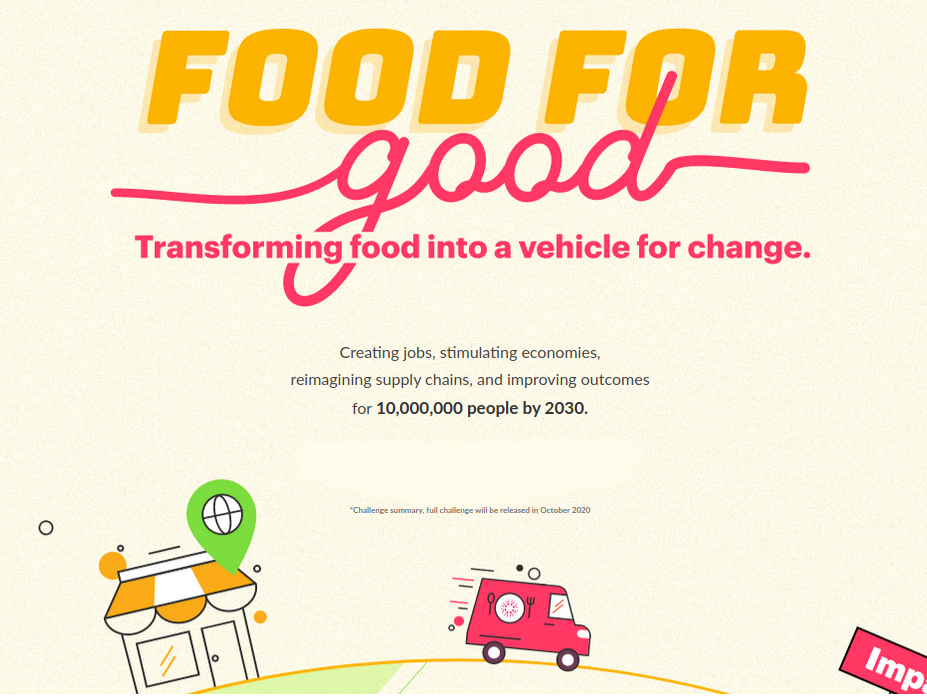 FOOD FOR
good
Transforming food into a vehicle for change.
Creating jobs, stimulating economies,
reimagining supply chains, and improving outcomes
for 10,000,000 people by 2030.
*Challenge summary, full challenge will be released in October 2020